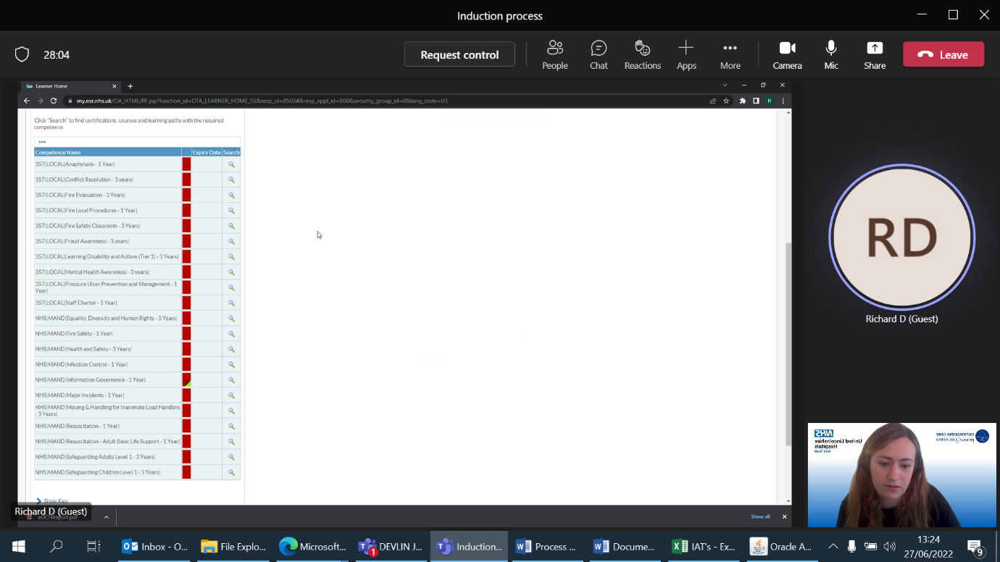 Induction process
28:04
Request control
People
Chat
Reactions
Apps
More
Camera
Mic
Share
Leave
Learner Home
my.esr.nhs.uk/OA_HTML/RF.jsp?function_id=OTA_LEARNER_HOME_SS&resp_id=85034&resp_appl_id=800&security_group_id=0&lang_code=US
R
Click "Search" to find certifications, courses and learning paths with the required
competence
Competence Name Expiry Date Search
357|LOCAL|Anaphylaxis - 1 Year|
357|LOCAL|Conflict Resolution - 3 years|
357|LOCAL|Fire Evacuation - 3 Years|
357|LOCAL|Fire Local Procedures - 1 Year|
357|LOCAL|Fire Safety Classroom - 3 Years|
357|LOCAL|Fraud Awareness - 3 years|
357|LOCAL|Learning Disability and Autism (Tier 1) - 3 Years|
357|LOCAL|Mental Health Awareness - 3 years|
357|LOCAL|Pressure Ulcer Prevention and Management - 1
Year|
357|LOCAL|Staff Charter - 1 Year|
NHS|MAND|Equality, Diversity and Human Rights - 3 Years|
NHS|MAND|Fire Safety - 1 Year|
NHS|MAND|Health and Safety - 3 Years|
NHS|MAND|Infection Control - 1 Year|
NHS|MAND|Information Governance - 1 Year|
NHS|MAND|Major Incidents - 1 Year|
NHS|MAND|Moving & Handling for Inanimate Load Handlers
- 3 Years|
NHS|MAND|Resuscitation - 1 Year|
NHS|MAND|Resuscitation - Adult Basic Life Support - 1 Year|
NHS|MAND|Safeguarding Adults Level 1 - 3 Years|
NHS|MAND|Safeguarding Children Level 1 - 3 Years|
Show Key
Richard D (Guest)
eOCHReport.pdf
Show all
RD
Richard D (Guest)
NHS
United Lincolnshire
Hospitals
NHS Trust
OUTSTANDING CARE
Inbox - O...
File Explo...
Microsoft...
DEVLIN J...
1
Induction...
Process ...
Docume...
IAT's - Ex...
Oracle A...
13:24
27/06/2022
9